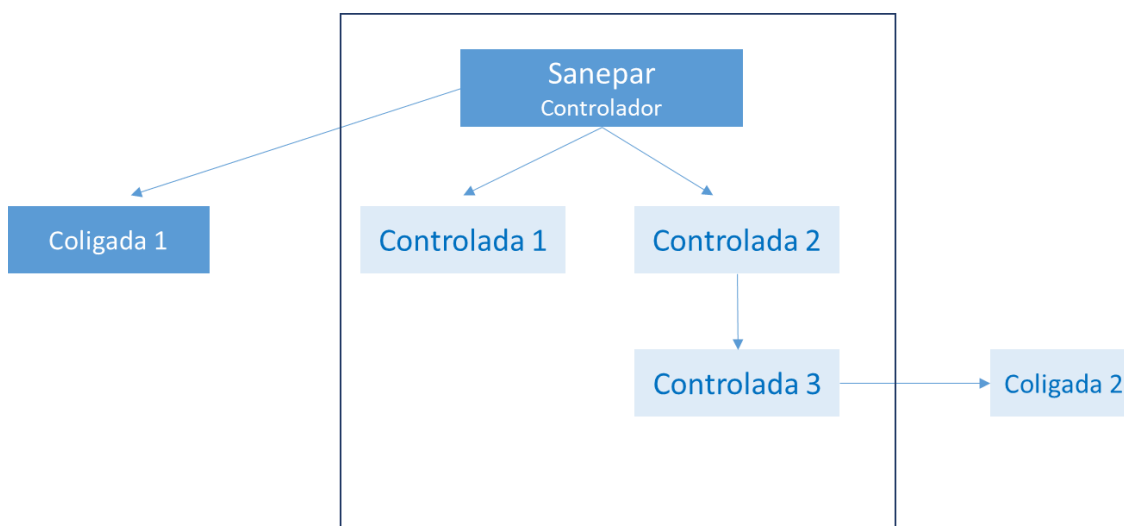 Sanepar
Controlador
Coligada 1
Controlada 1
Controlada 2
Controlada 3
Coligada 2